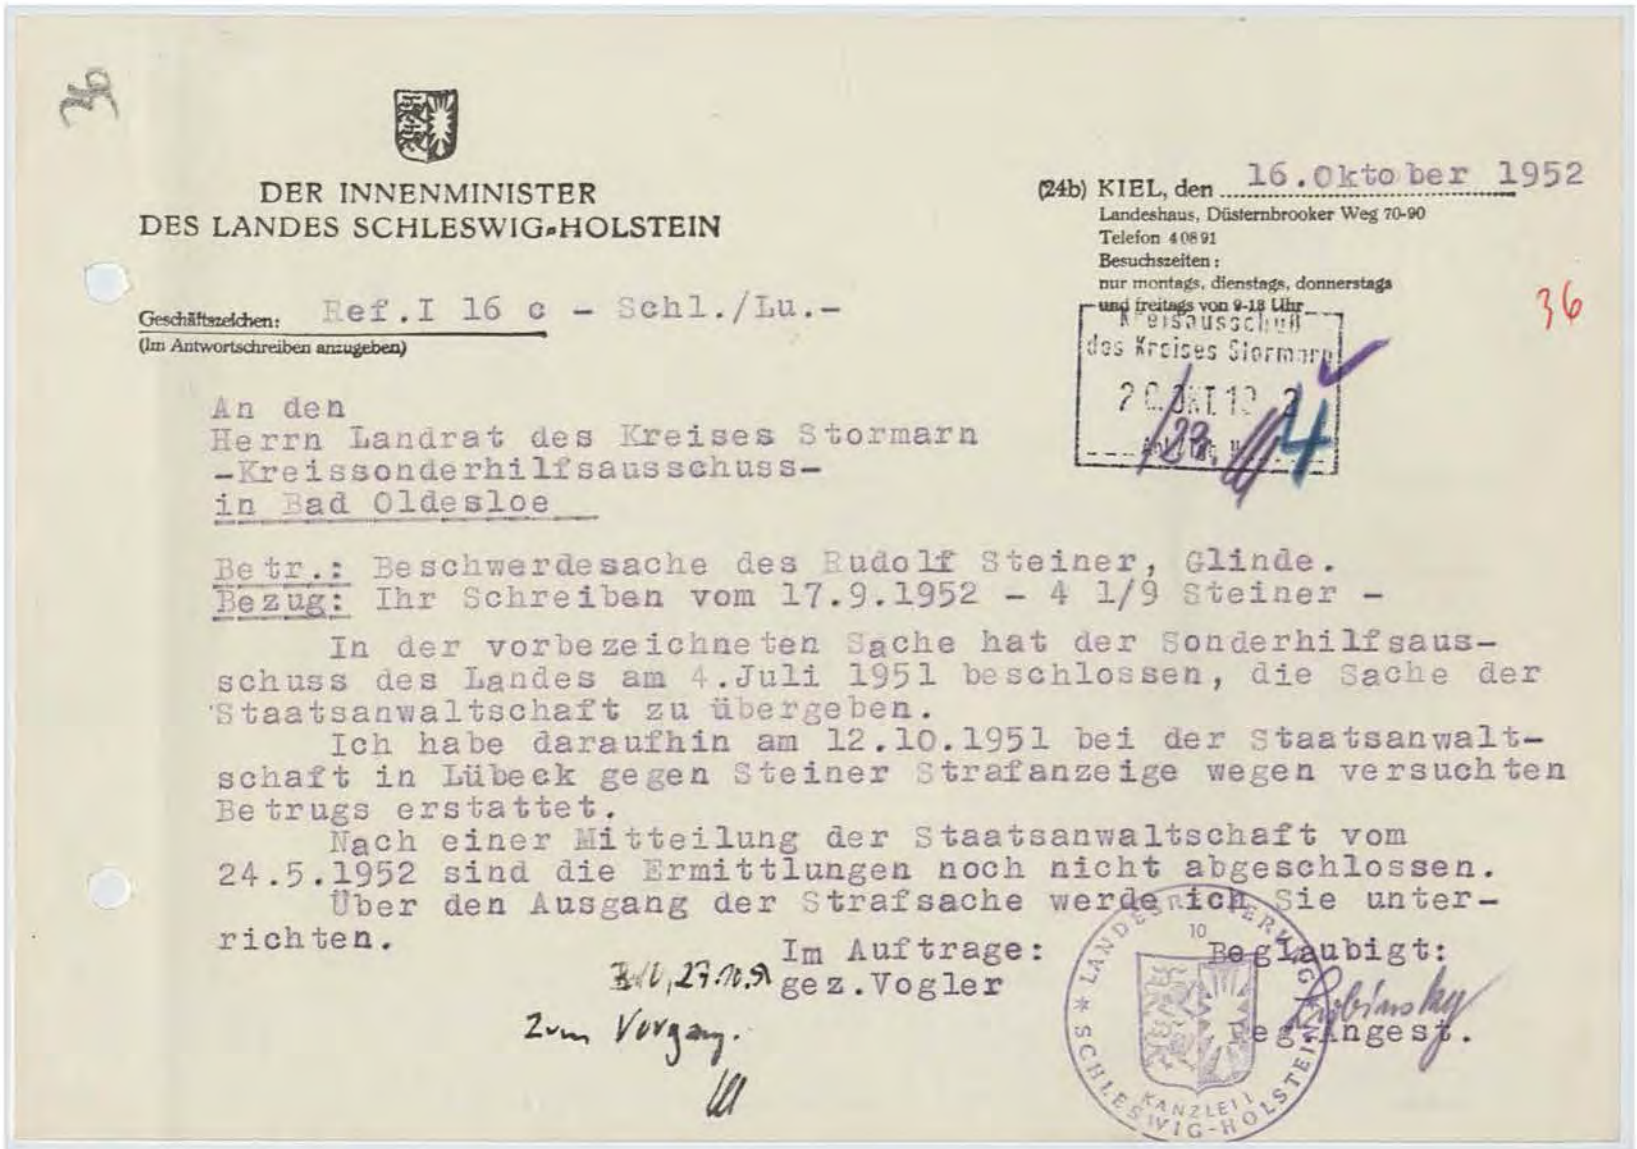 36
DER INNENMINISTER
DES LANDES SCHLESWIG-HOLSTEIN
(24b) KIEL, den 16.Oktober 1952
Landeshaus, Düsternbrooker Weg 70-90
Telefon 40891
Besuchszeiten:
nur montags, dienstags, donnerstags
und freitags von 9-13 Uhr
36
Geschäftszeichen: Ref.I 16 c - Schl./Lu.-
(Im Antwortschreiben anzugeben)
Kreisausschuß
des Kreises Stormarn
4
An den
Herrn Landrat des Kreises Stormarn
-Kreissonderhilfsausschuss-
in Bad Oldesloe
Betr.: Beschwerdesache des Rudolf Steiner, Glinde.
Bezug: Ihr Schreiben vom 17.9.1952 - 4 1/9 Steiner -
In der vorbezeichneten Sache hat der Sonderhilfsaus-
schuss des Landes am 4.Juli 1951 beschlossen, die Sache der
Staatsanwaltschaft zu übergeben.
Ich habe daraufhin am 12.10.1951 bei der Staatsanwalt-
schaft in Lübeck gegen Steiner Strafanzeige wegen versuchten
Betrugs erstattet.
Nach einer Mitteilung der Staatsanwaltschaft vom
24.5.1952 sind die Ermittlungen noch nicht abgeschlossen.
Über den Ausgang der Strafsache werde ich Sie unter-
richten.
Im Auftrage:
gez.Vogler
Beglaubigt:
Reg.Angest.
Zum Vorgang.
LANDESREGIERUNG
* SCHLESWIG-HOLSTEIN *
10
KANZLEI